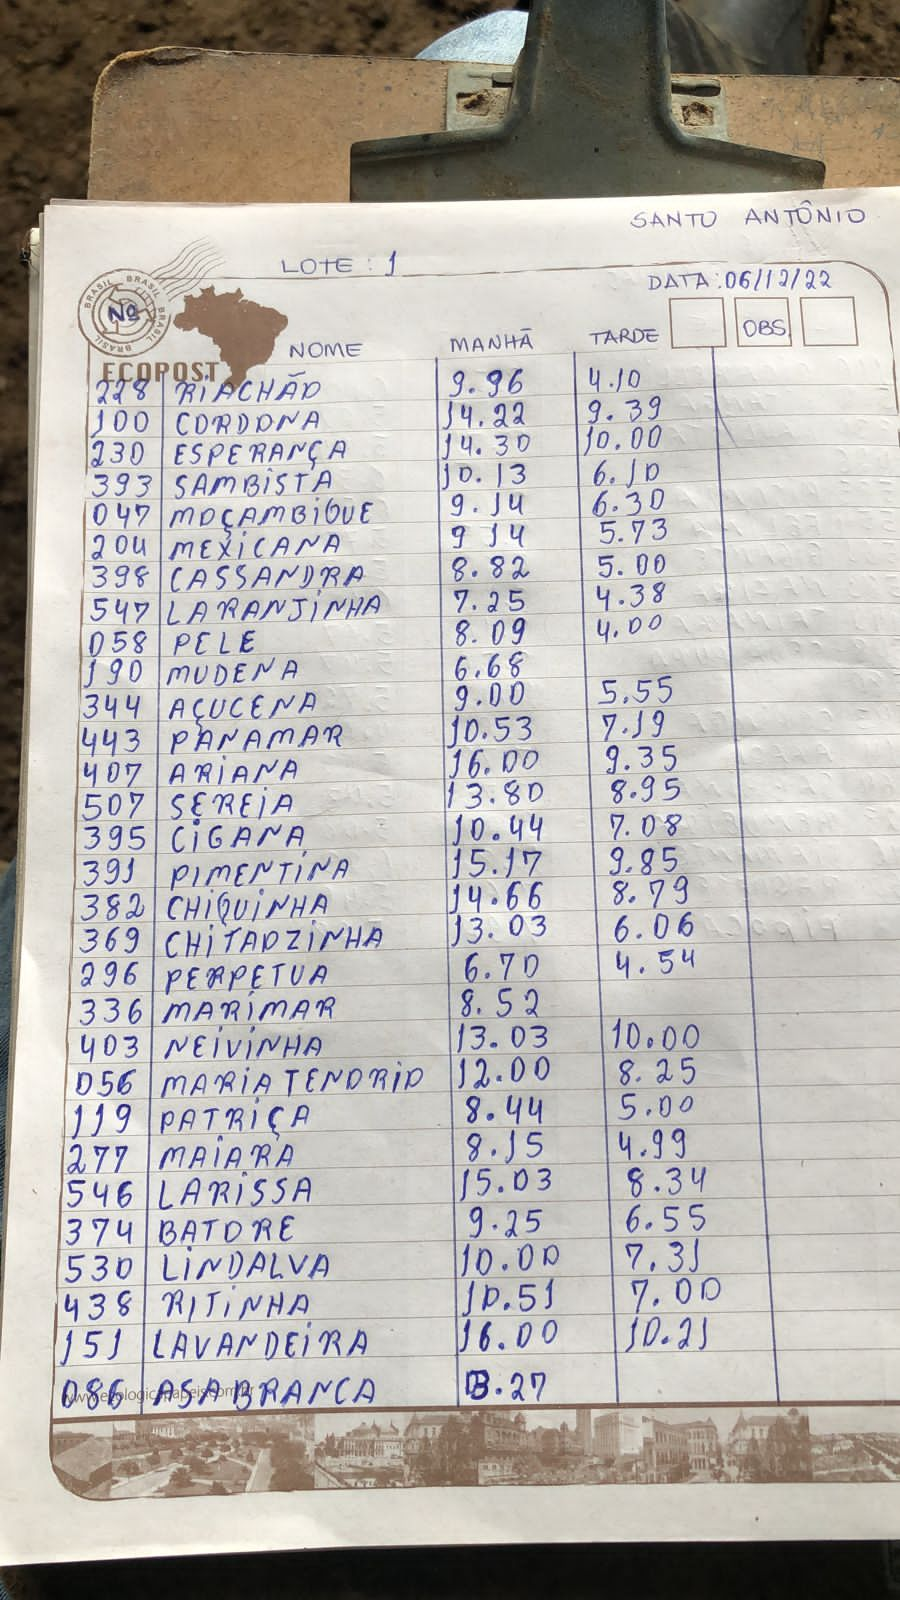 SANTO ANTÔNIO
LOTE : 1
DATA : 06/12/22
BRASIL BRASIL BRASIL BRASIL
ECOPOST
Nº NOME MANHÃ TARDE OBS
228 RIACHÃO 9.96 4.10
100 CORDONA 14.22 9.39
230 ESPERANÇA 14.30 10.00
393 SAMBISTA 10.13 6.10
047 MOÇAMBIQUE 9.14 6.30
204 MEXICANA 9 14 5.73
398 CASSANDRA 8.82 5.00
547 LARANJINHA 7.25 4.38
058 PELE 8.09 4.00
190 MUDENA 6.68
344 AÇUCENA 9.00 5.55
443 PANAMAR 10.53 7.19
407 ARIANA 16.00 9.35
507 SEREIA 13.80 8.95
395 CIGANA 10.44 7.08
391 PIMENTINA 15.17 9.85
382 CHIQUINHA 14.66 8.79
369 CHITADZINHA 13.03 6.06
296 PERPETUA 6.70 4.54
336 MARIMAR 8.52
403 NEIVINHA 13.03 10.00
056 MARIA TENDRID 12.00 8.25
119 PATRIÇA 8.44 5.00
277 MAIARA 8.15 4.99
546 LARISSA 15.03 8.34
374 BATORE 9.25 6.55
530 LINDALVA 10.00 7.31
438 RITINHA 10.51 7.00
151 LAVANDEIRA 16.00 10.21
086 ASABRANCA .27